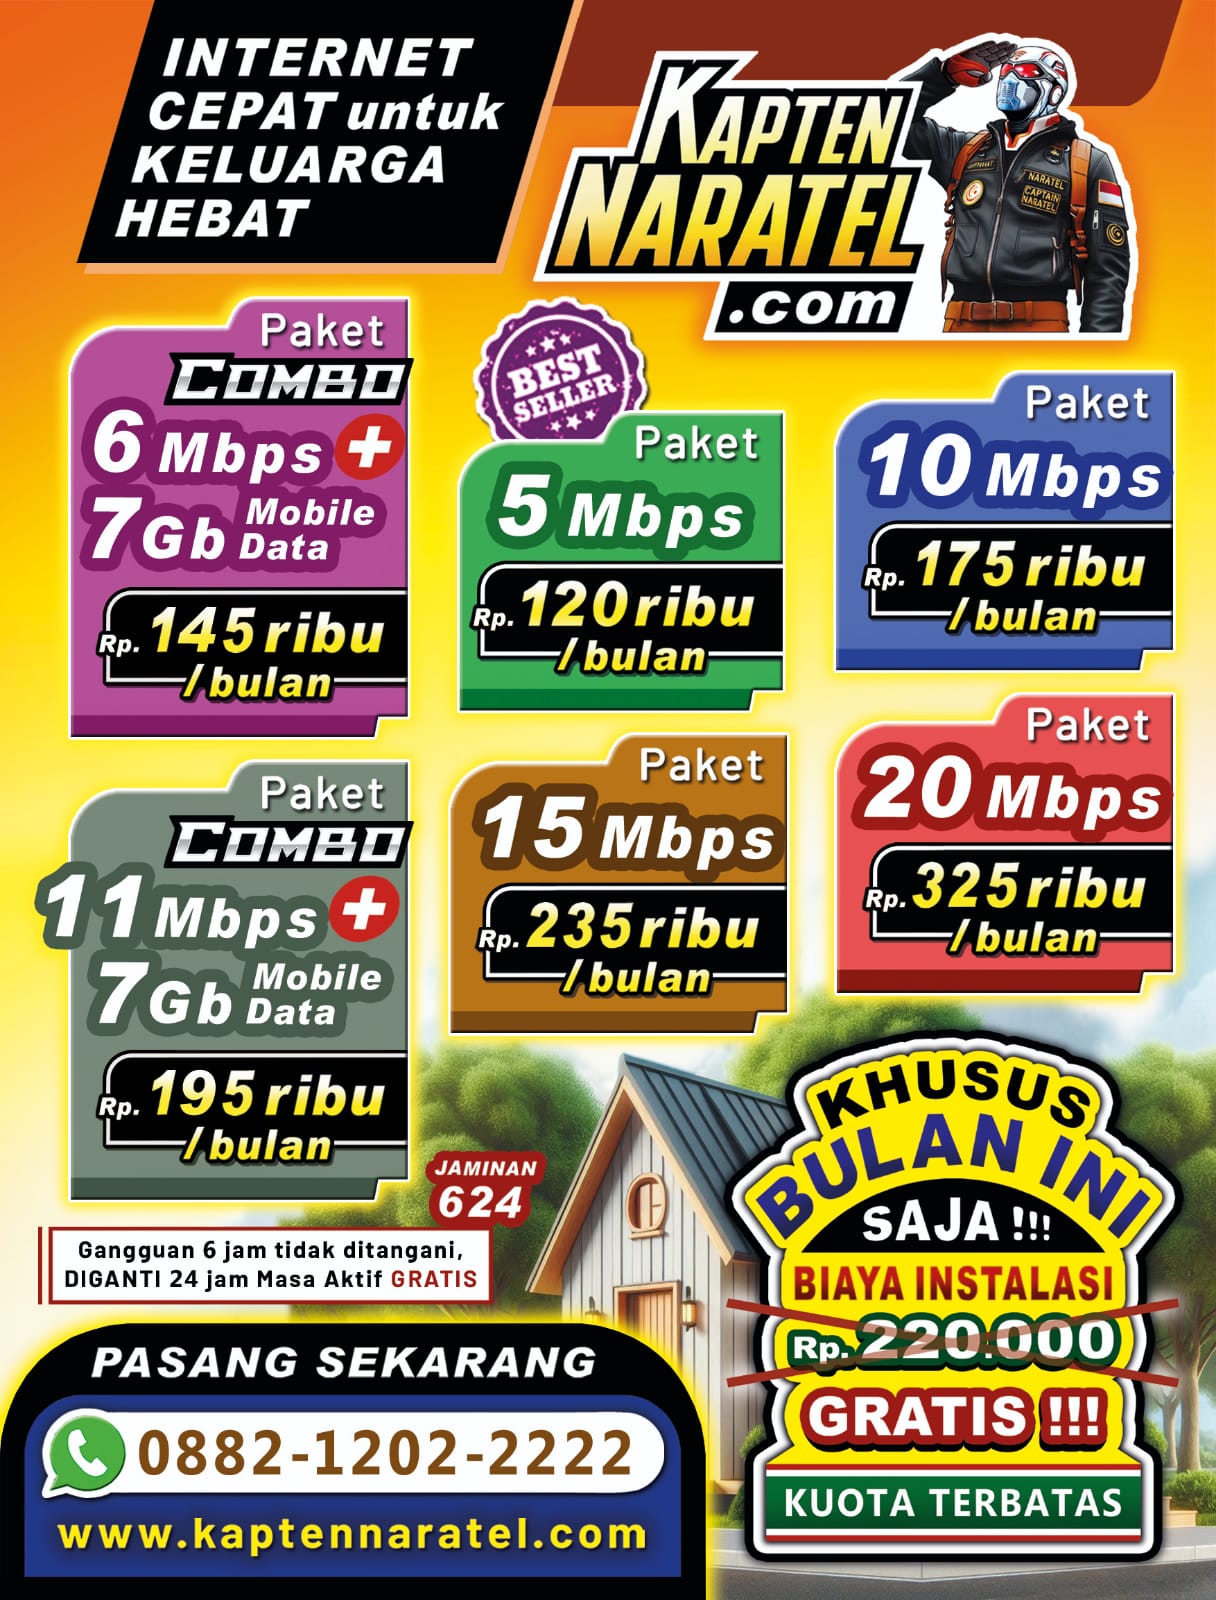 INTERNET
CEPAT untuk
KELUARGA
HEBAT
KAPTEN
NARATEL
.com
NARATEL
CAPTAIN
NARATEL
Paket
COMBO
6 Mbps +
7Gb Mobile
Data
Rp. 145 ribu
/bulan
BEST
SELLER
Paket
5 Mbps
Rp. 120 ribu
/bulan
Paket
10 Mbps
Rp. 175 ribu
/bulan
Paket
COMBO
11 Mbps +
7Gb Mobile
Data
Rp. 195 ribu
/bulan
Paket
15 Mbps
Rp. 235 ribu
/bulan
Paket
20 Mbps
Rp. 325 ribu
/bulan
JAMINAN
624
Gangguan 6 jam tidak ditangani,
DIGANTI 24 jam Masa Aktif GRATIS
KHUSUS
BULAN INI
SAJA !!!
BIAYA INSTALASI
Rp. 220.000
GRATIS !!!
KUOTA TERBATAS
PASANG SEKARANG
0882-1202-2222
www.kaptennaratel.com